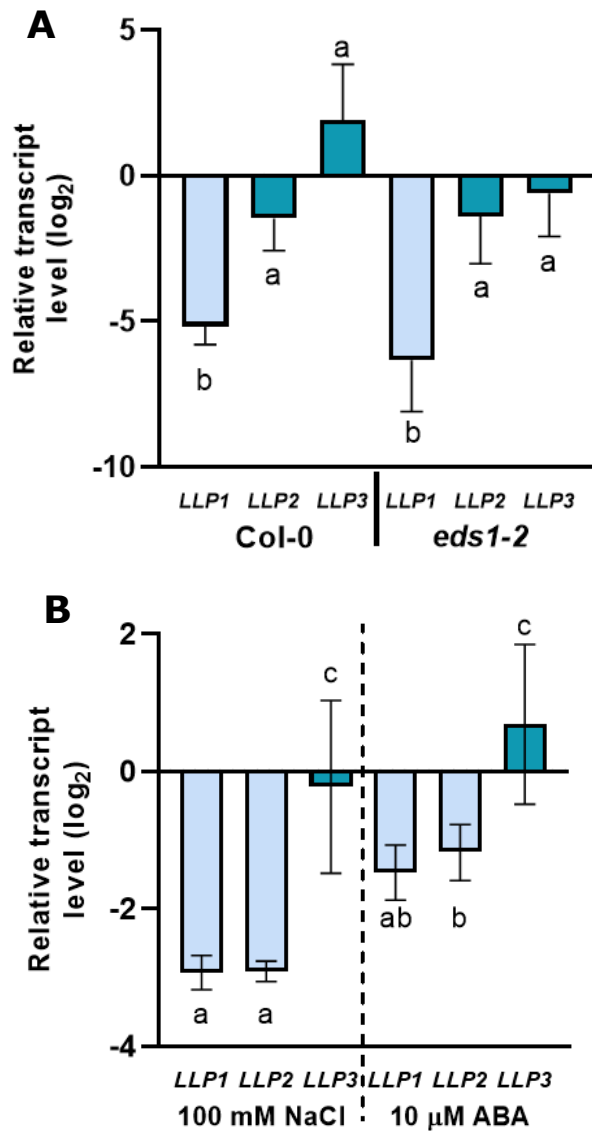 A
Relative transcript
level (log2)
5
0
-5
-10
a
a
b
a
a
b
LLP1 LLP2 LLP3 LLP1 LLP2 LLP3
Col-0 eds1-2
B
Relative transcript
level (log2)
2
0
-2
-4
c
c
ab b
a a
LLP1 LLP2 LLP3 LLP1 LLP2 LLP3
100 mM NaCl 10 μM ABA